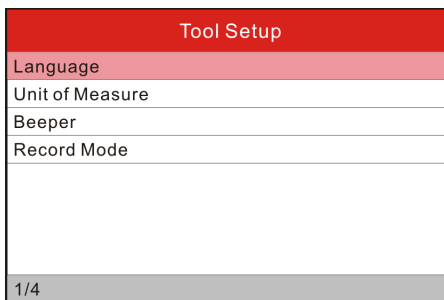 Tool Setup
Language
Unit of Measure
Beeper
Record Mode
1/4